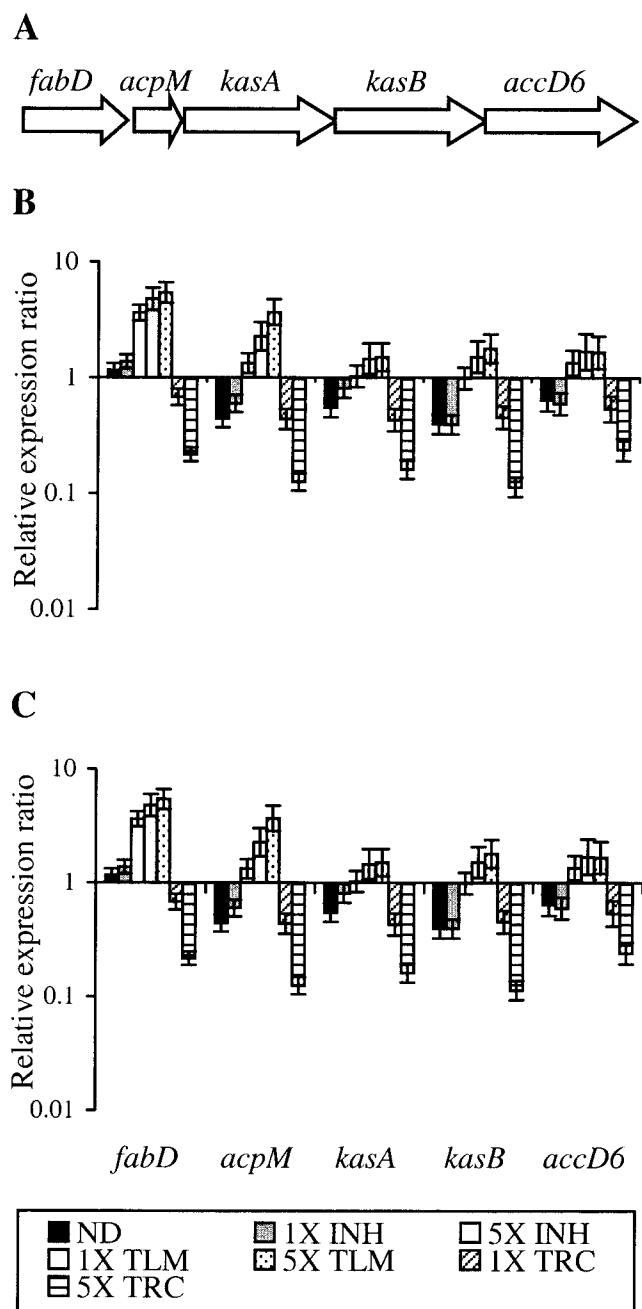 A
fabD acpM kasA kasB accD6
B
Relative expression ratio
10
1
0.1
0.01
C
Relative expression ratio
10
1
0.1
0.01
fabD acpM kasA kasB accD6
ND 1X INH 5X INH
1X TLM 5X TLM 1X TRC
5X TRC